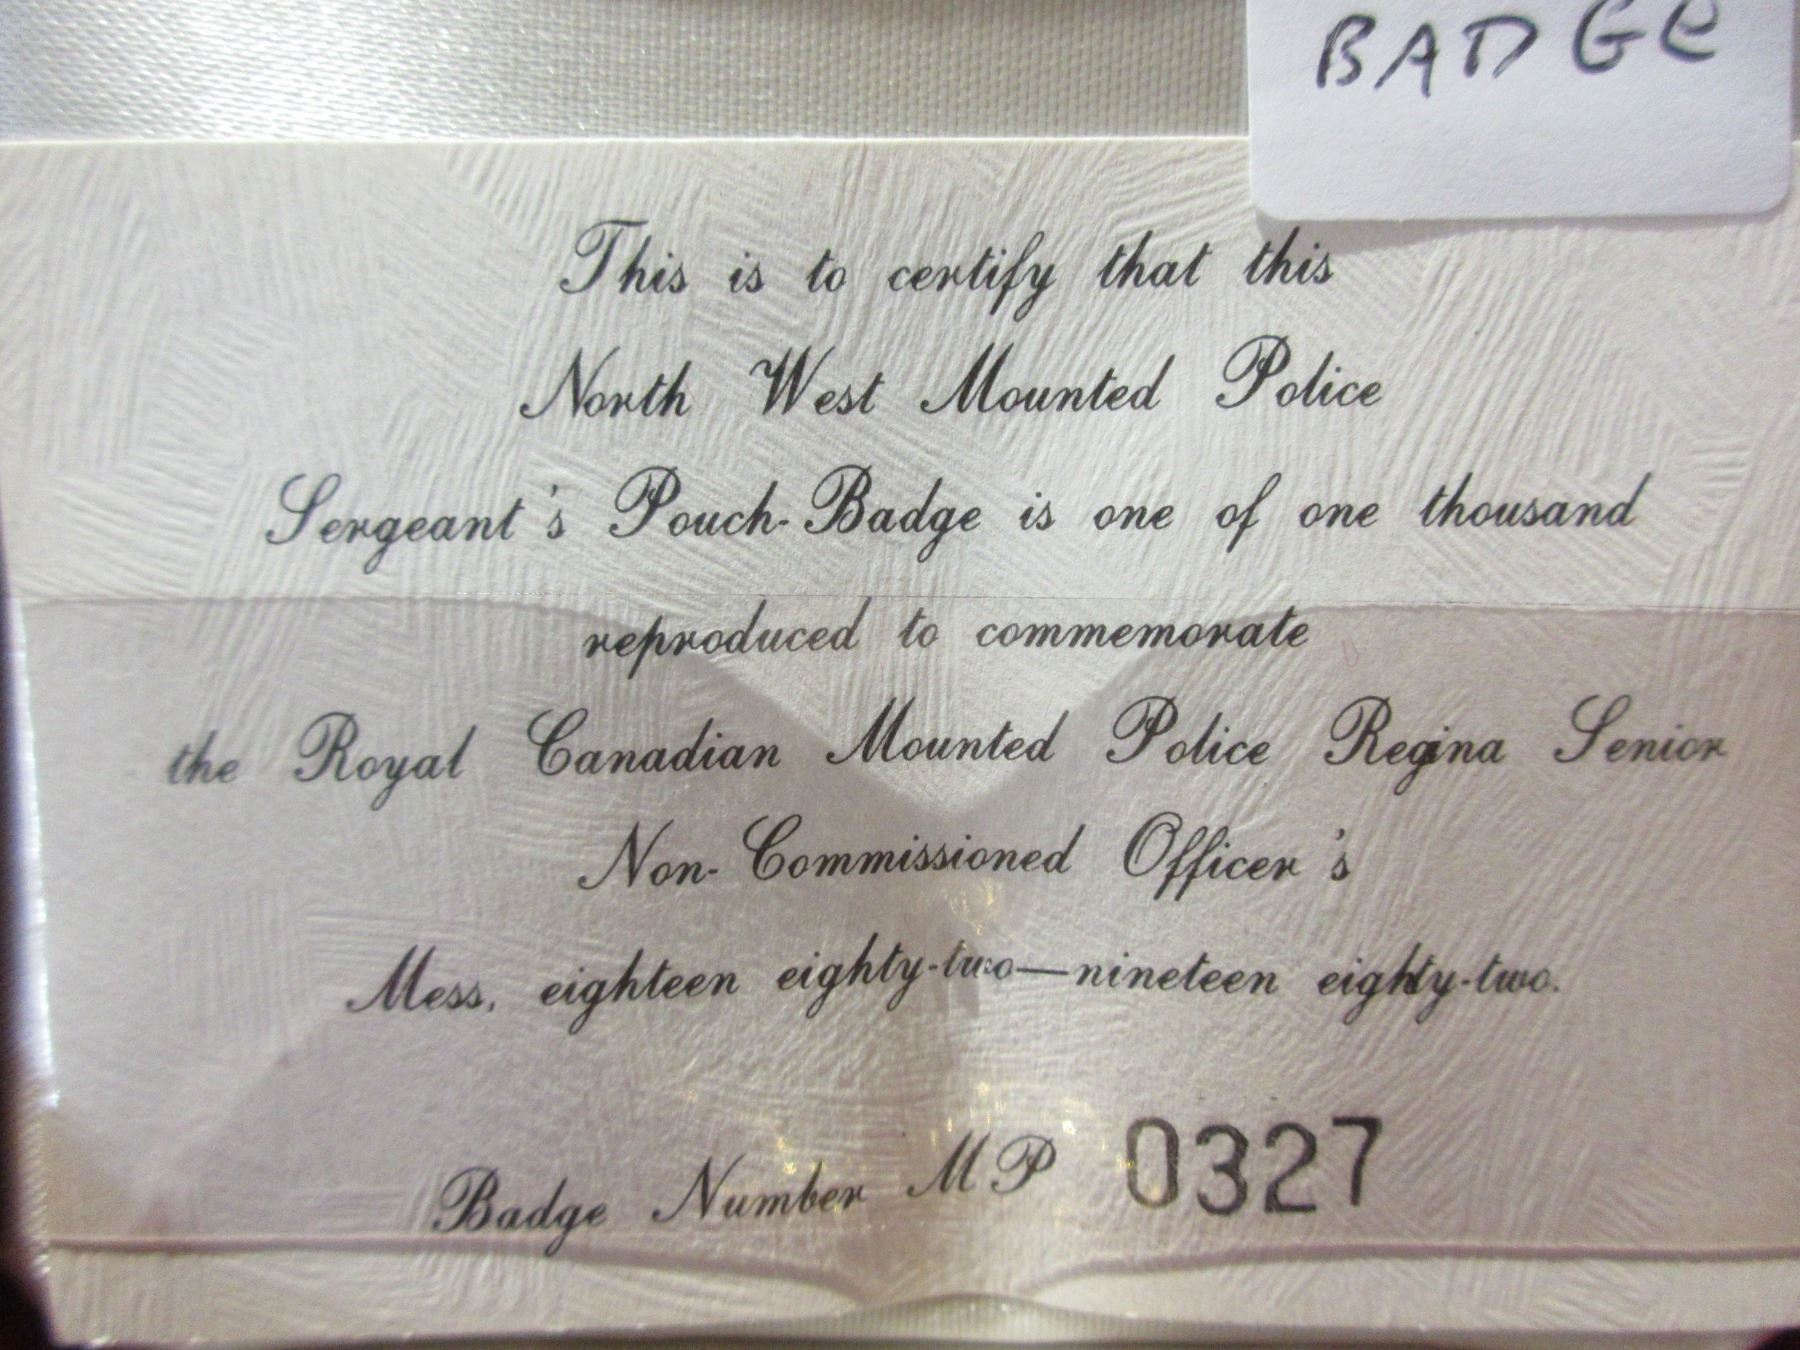 BADGE
This is to certify that this
North West Mounted Police
Sergeant's Pouch-Badge is one of one thousand
reproduced to commemorate
the Royal Canadian Mounted Police Regina Senior
Non-Commissioned Officer's
Mess, eighteen eighty-two—nineteen eighty-two.
Badge Number MP 0327